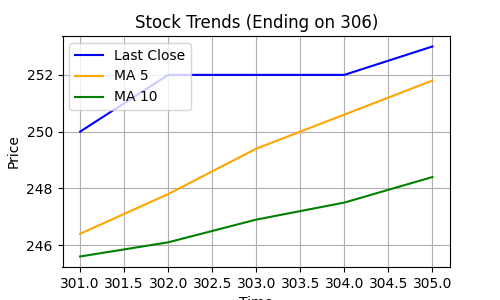 Stock Trends (Ending on 306)
Last Close
MA 5
MA 10
252
250
248
246
Price
301.0 301.5 302.0 302.5 303.0 303.5 304.0 304.5 305.0
Time